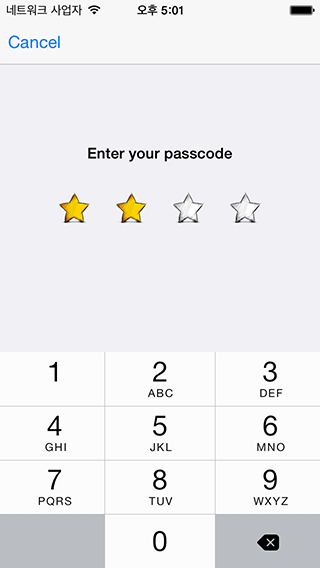 네트워크 사업자 오후 5:01
Cancel
Enter your passcode
1 2 3
ABC DEF
4 5 6
GHI JKL MNO
7 8 9
PQRS TUV WXYZ
0